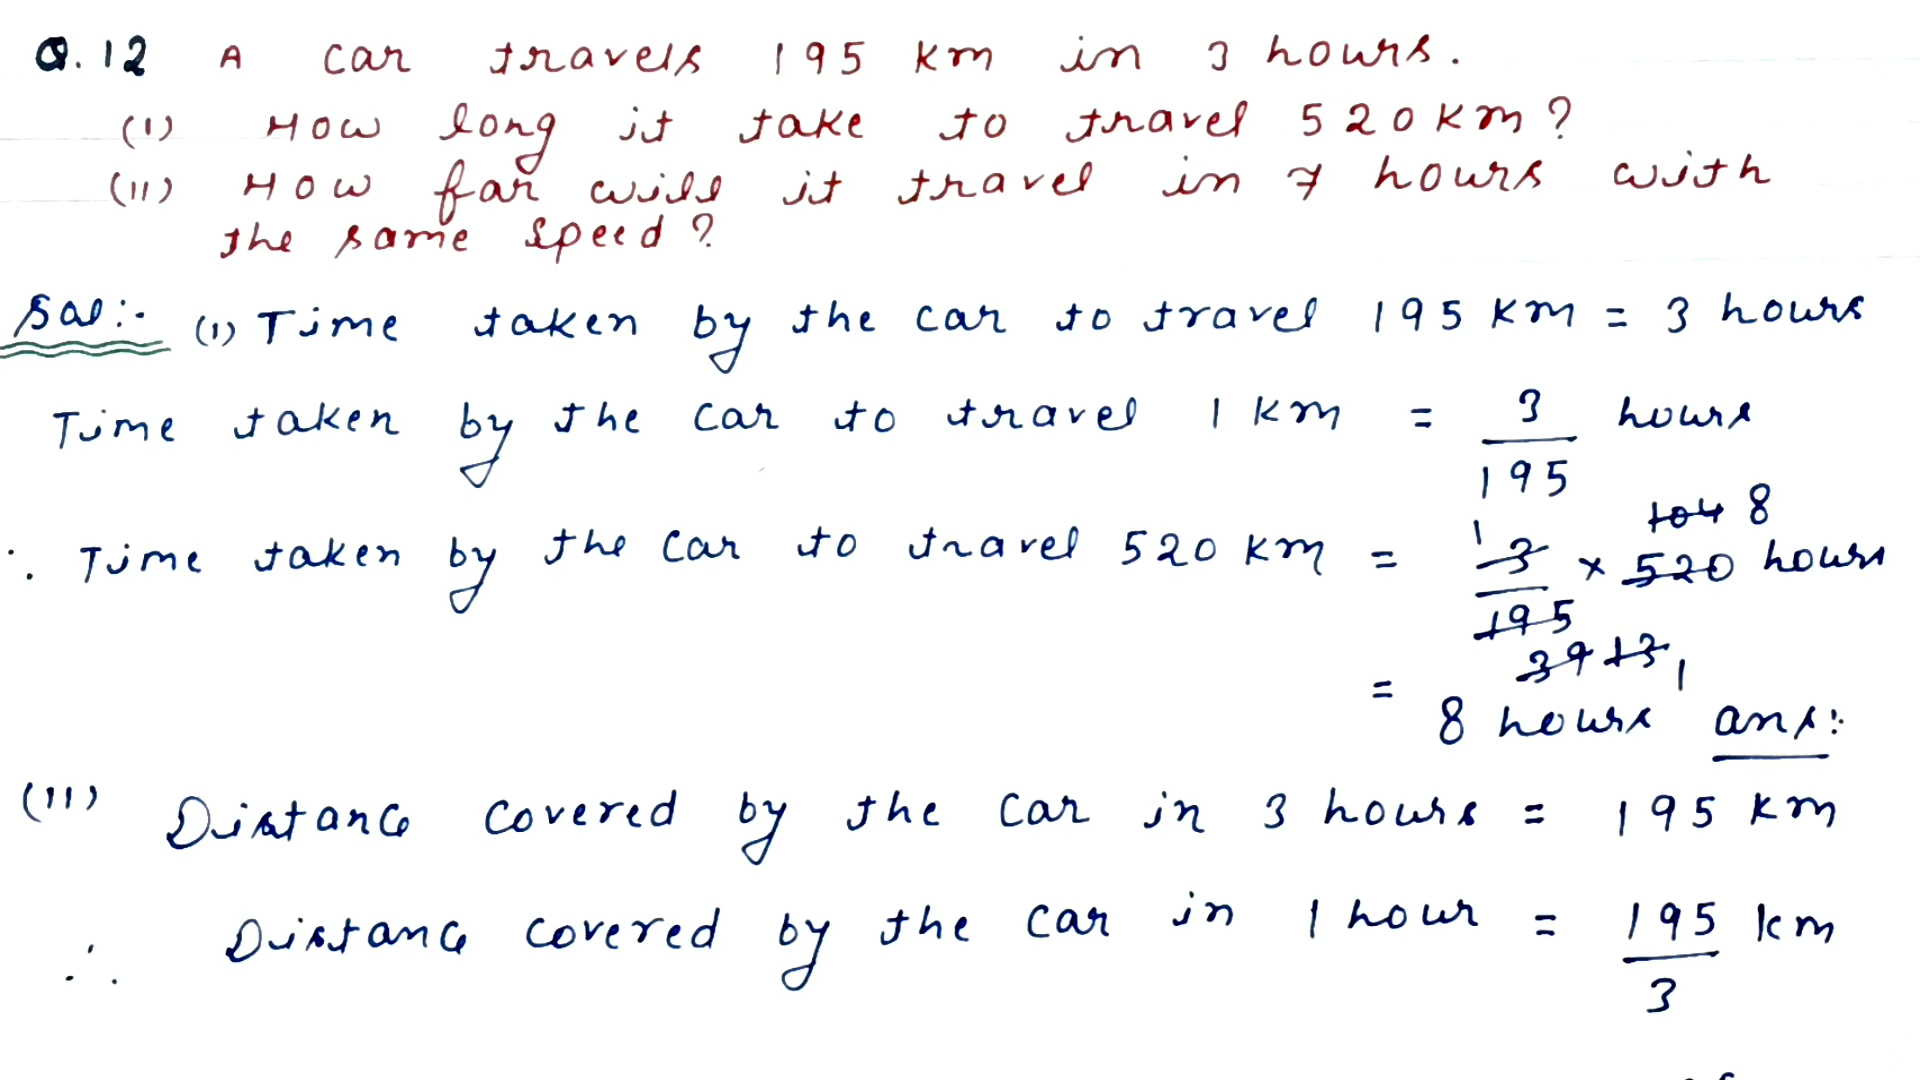 Q.12 A car travels 195 km in 3 hours.
(i) How long it take to travel 520 km?
(ii) How far will it travel in 7 hours with
the same speed?
Sol:- (i) Time taken by the car to travel 195 km = 3 hours
Time taken by the car to travel 1 km = 3/195 hours
∴ Time taken by the car to travel 520 km = 3/195 × 520 hours
1 104 8
39 13 1
= 8 hours ans:
(ii) Distance covered by the car in 3 hours = 195 km
∴ Distance covered by the car in 1 hour = 195/3 km